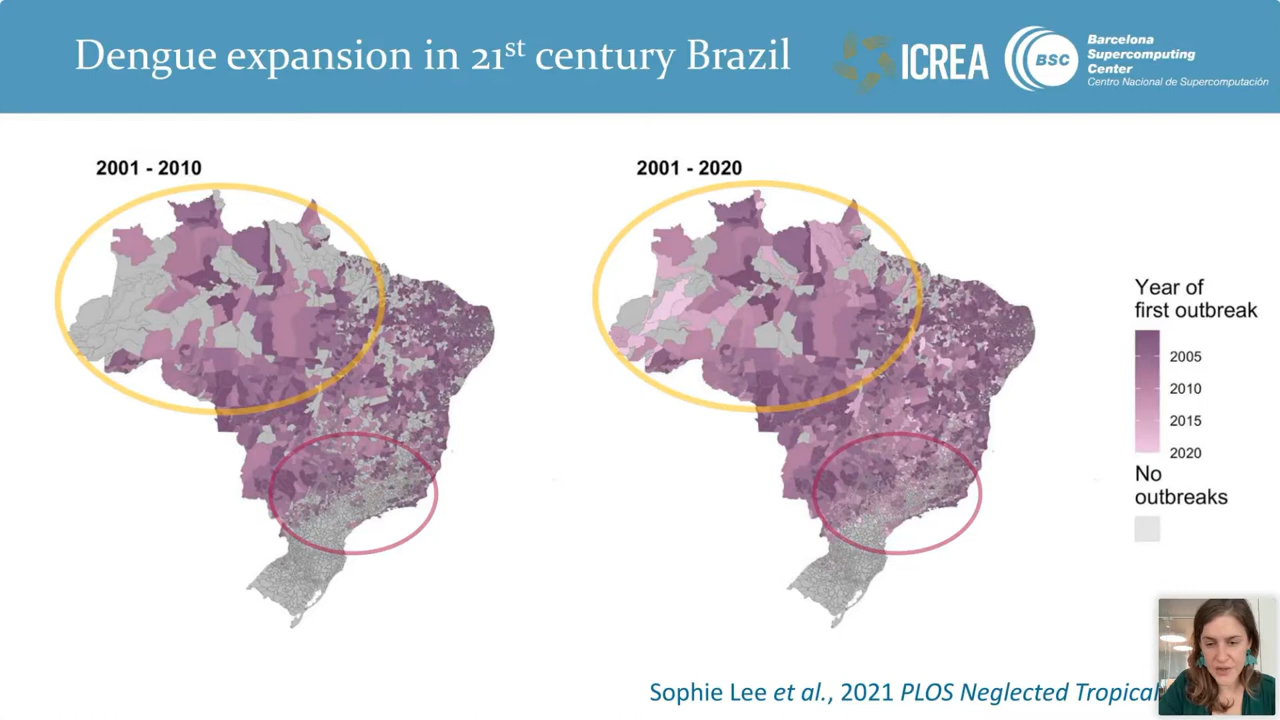 Dengue expansion in 21st century Brazil
ICREA
BSC
Barcelona
Supercomputing
Center
Centro Nacional de Supercomputación
2001 - 2010
2001 - 2020
Year of
first outbreak
2005
2010
2015
2020
No
outbreaks
Sophie Lee et al., 2021 PLOS Neglected Tropical